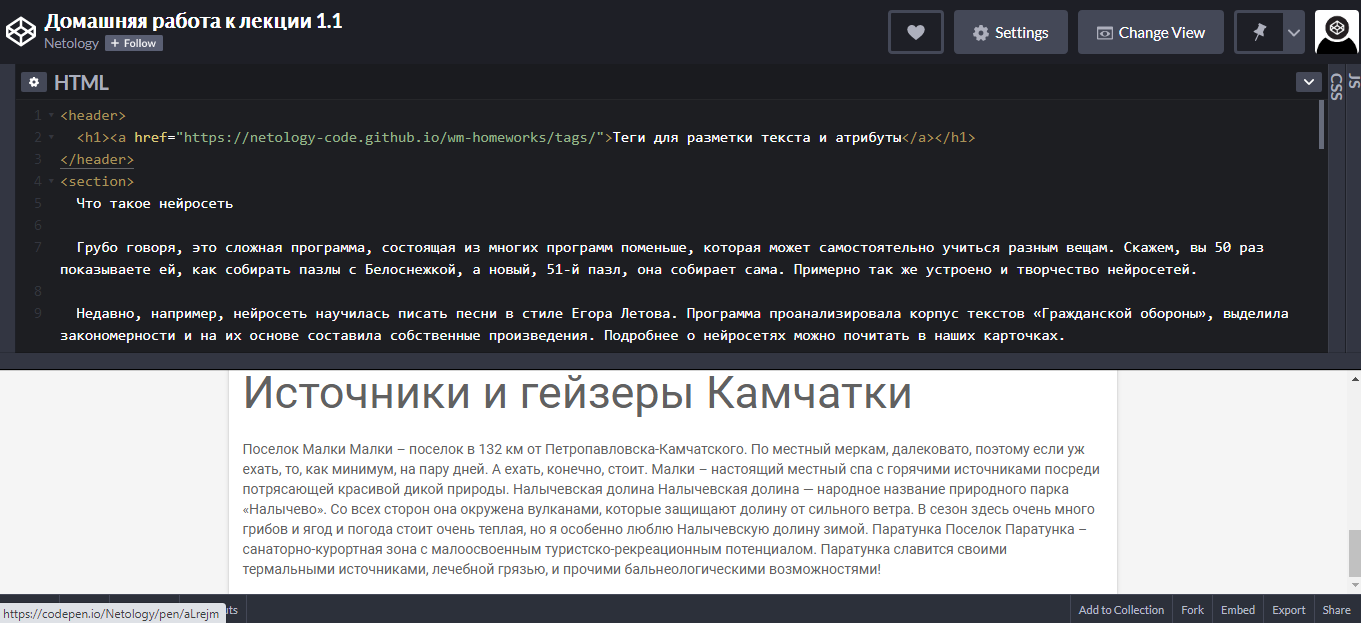 Домашняя работа к лекции 1.1
Netology + Follow
Settings
Change View
HTML
CSS
JS
1 <header>
2 <h1><a href="https://netology-code.github.io/wm-homeworks/tags/">Теги для разметки текста и атрибуты</a></h1>
3 </header>
4 <section>
5 Что такое нейросеть
6
7 Грубо говоря, это сложная программа, состоящая из многих программ поменьше, которая может самостоятельно учиться разным вещам. Скажем, вы 50 раз
показываете ей, как собирать пазлы с Белоснежкой, а новый, 51-й пазл, она собирает сама. Примерно так же устроено и творчество нейросетей.
8
9 Недавно, например, нейросеть научилась писать песни в стиле Егора Летова. Программа проанализировала корпус текстов «Гражданской обороны», выделила
закономерности и на их основе составила собственные произведения. Подробнее о нейросетях можно почитать в наших карточках.
Источники и гейзеры Камчатки
Поселок Малки Малки – поселок в 132 км от Петропавловска-Камчатского. По местный меркам, далековато, поэтому если уж
ехать, то, как минимум, на пару дней. А ехать, конечно, стоит. Малки – настоящий местный спа с горячими источниками посреди
потрясающей красивой дикой природы. Налычевская долина Налычевская долина — народное название природного парка
«Налычево». Со всех сторон она окружена вулканами, которые защищают долину от сильного ветра. В сезон здесь очень много
грибов и ягод и погода стоит очень теплая, но я особенно люблю Налычевскую долину зимой. Паратунка Поселок Паратунка –
санаторно-курортная зона с малоосвоенным туристско-рекреационным потенциалом. Паратунка славится своими
термальными источниками, лечебной грязью, и прочими бальнеологическими возможностями!
https://codepen.io/Netology/pen/aLrejm
Add to Collection Fork Embed Export Share